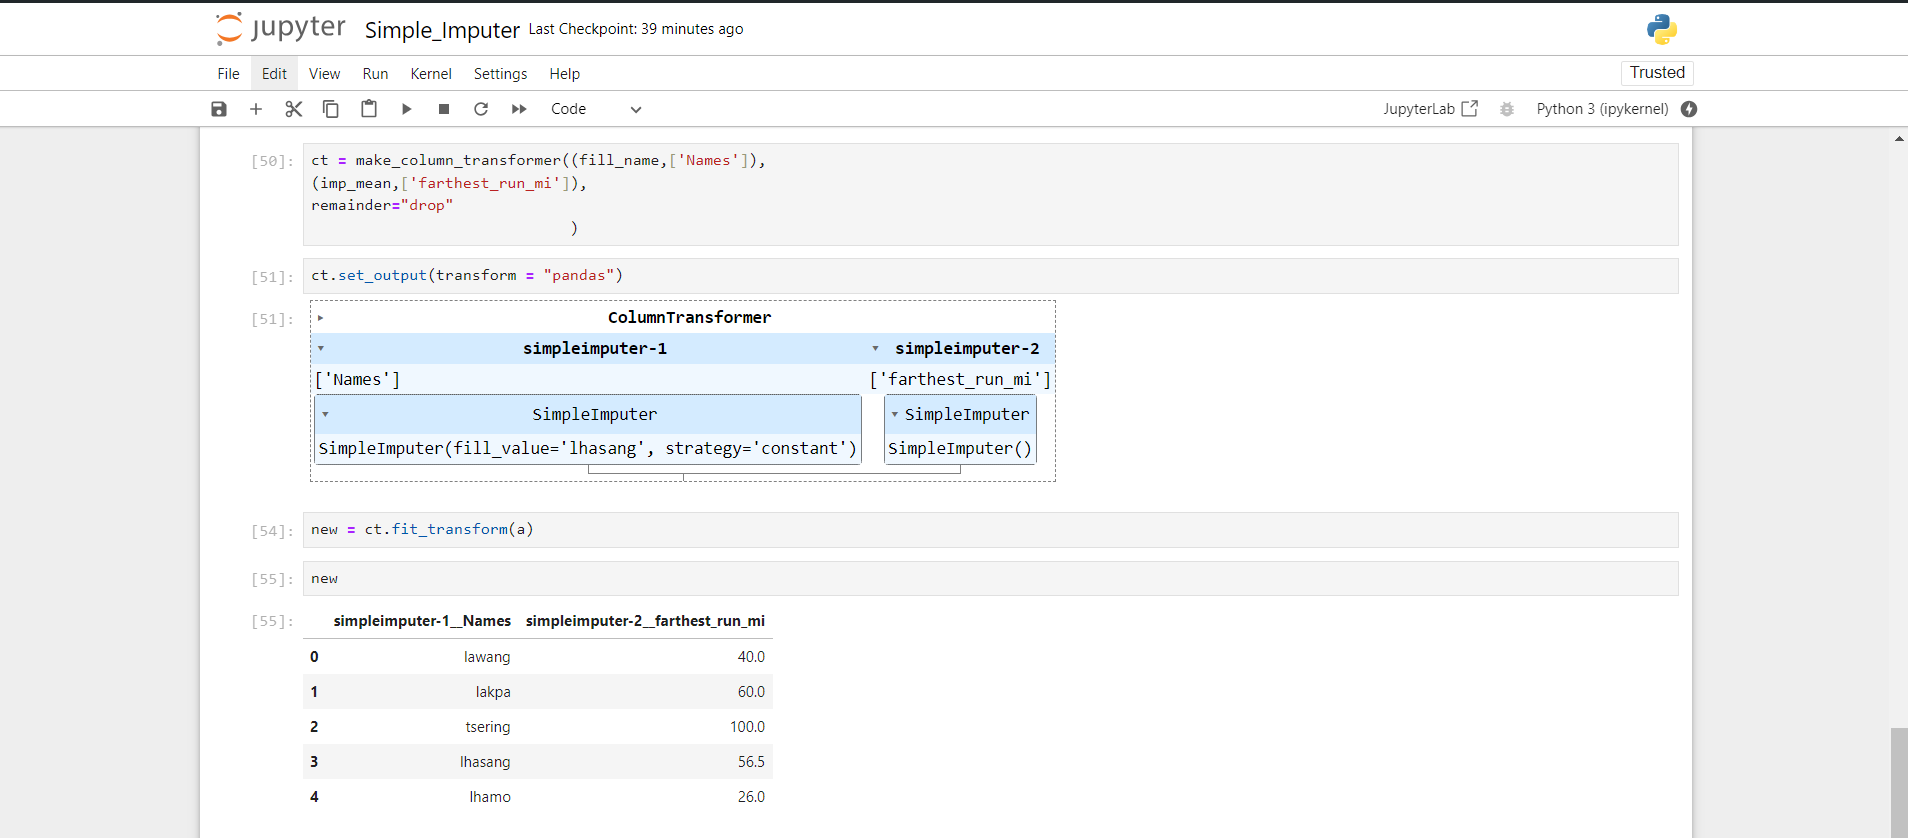 jupyter Simple_Imputer Last Checkpoint: 39 minutes ago
File Edit View Run Kernel Settings Help Trusted
Code JupyterLab Python 3 (ipykernel)
[50]: ct = make_column_transformer((fill_name,['Names']),
(imp_mean,['farthest_run_mi']),
remainder="drop"
)
[51]: ct.set_output(transform = "pandas")
[51]: ColumnTransformer
simpleimputer-1 simpleimputer-2
['Names'] ['farthest_run_mi']
SimpleImputer SimpleImputer
SimpleImputer(fill_value='lhasang', strategy='constant') SimpleImputer()
[54]: new = ct.fit_transform(a)
[55]: new
[55]: simpleimputer-1__Names simpleimputer-2__farthest_run_mi
0 lawang 40.0
1 lakpa 60.0
2 tsering 100.0
3 lhasang 56.5
4 lhamo 26.0